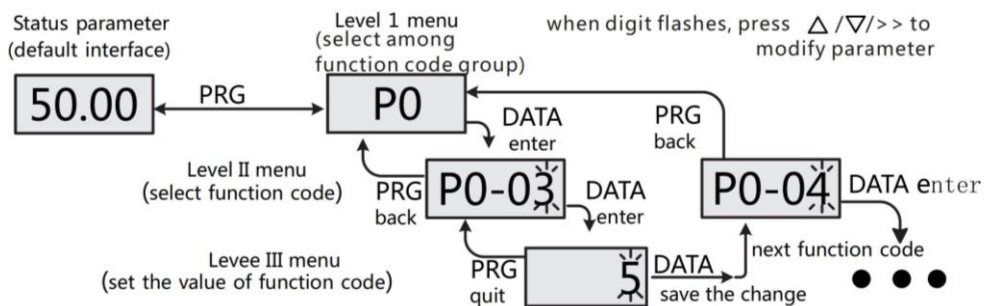 Status parameter
(default interface)
50.00
PRG
Level 1 menu
(select among
function code group)
P0
when digit flashes, press △ /▽/>> to
modify parameter
DATA
enter
PRG
back
Level II menu
(select function code)
PRG
back
P0-03
DATA
enter
P0-04
DATA enter
Levee III menu
(set the value of function code)
PRG
quit
5
DATA
save the change
next function code